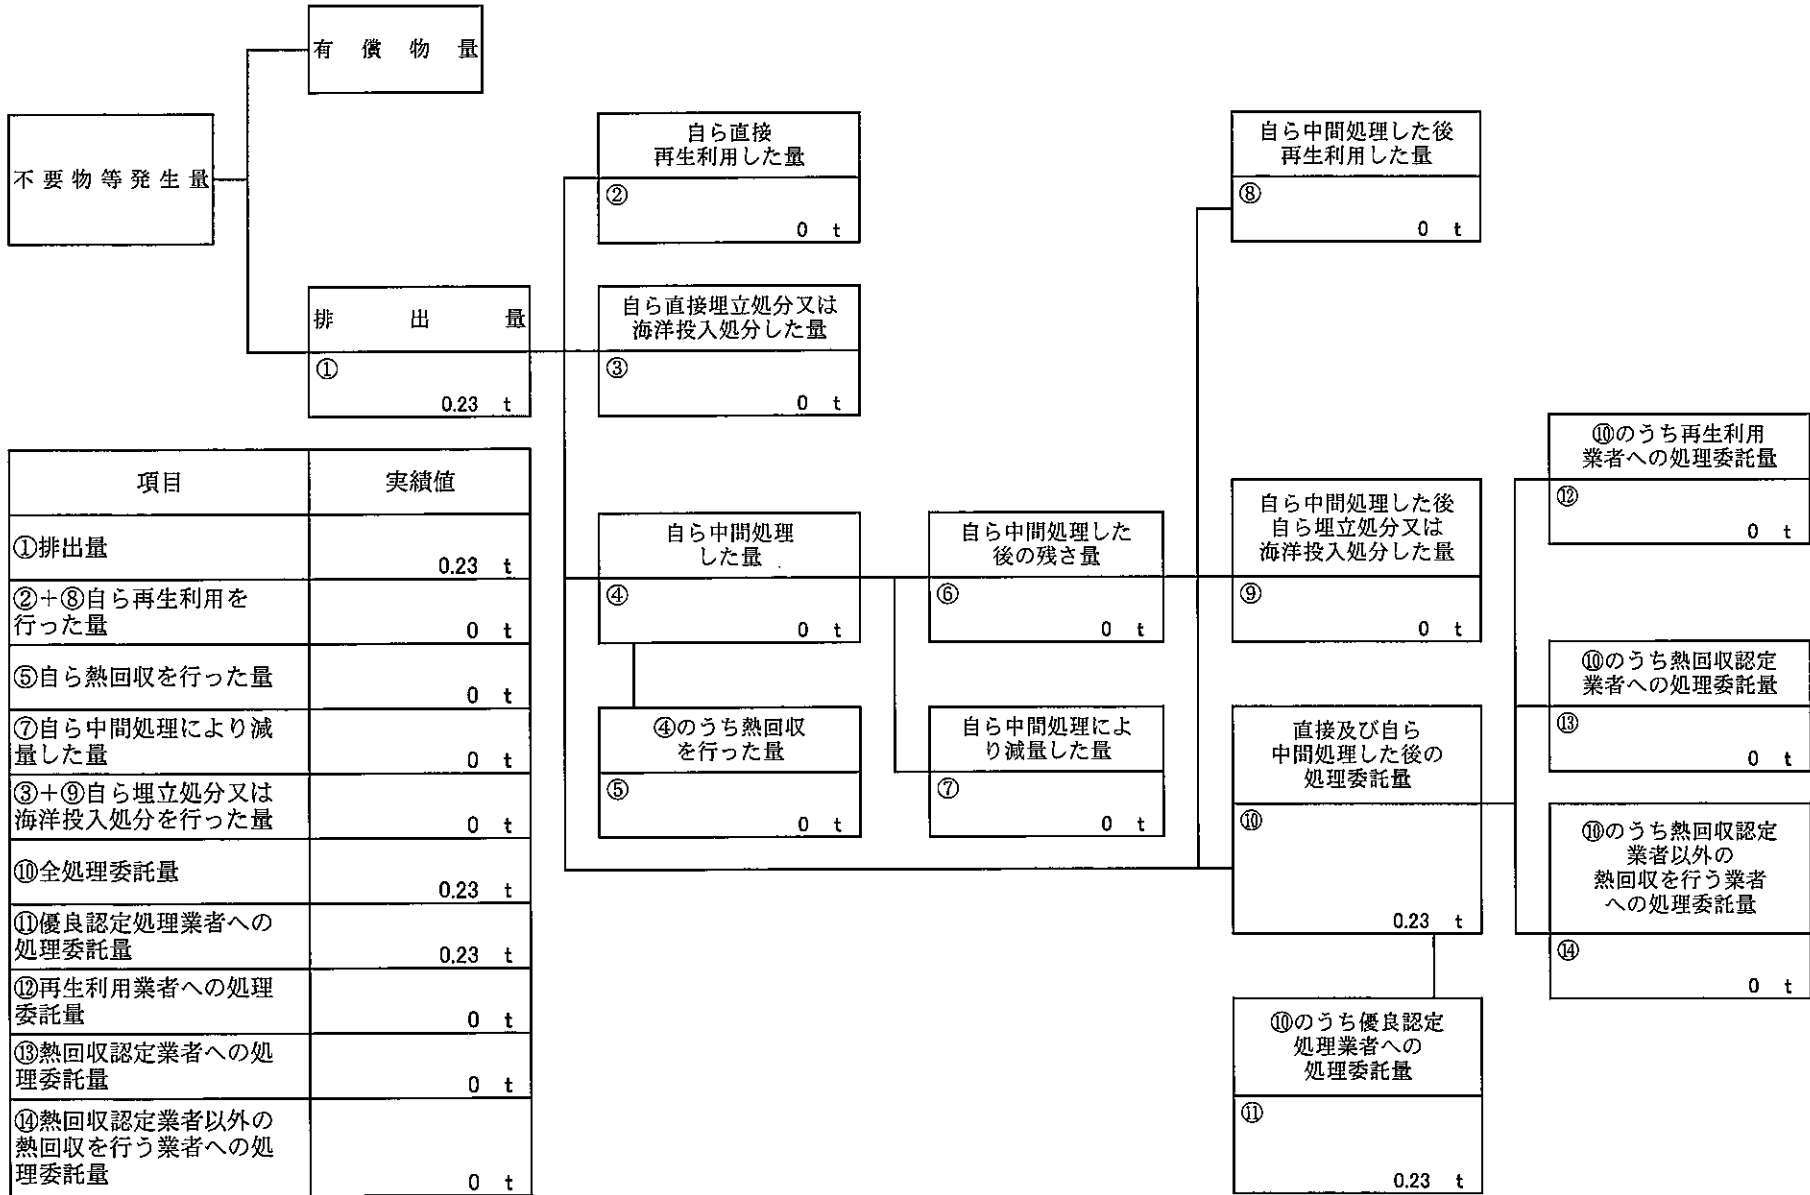 有償物量
不要物等発生量
排出量
①
0.23 t
自ら直接
再生利用した量
②
0 t
自ら直接埋立処分又は
海洋投入処分した量
③
0 t
自ら中間処理
した量
④
0 t
④のうち熱回収
を行った量
⑤
0 t
自ら中間処理した
後の残さ量
⑥
0 t
自ら中間処理によ
り減量した量
⑦
0 t
自ら中間処理した後
再生利用した量
⑧
0 t
自ら中間処理した後
自ら埋立処分又は
海洋投入処分した量
⑨
0 t
直接及び自ら
中間処理した後の
処理委託量
⑩
0.23 t
⑩のうち優良認定
処理業者への
処理委託量
⑪
0.23 t
⑩のうち再生利用
業者への処理委託量
⑫
0 t
⑩のうち熱回収認定
業者への処理委託量
⑬
0 t
⑩のうち熱回収認定
業者以外の
熱回収を行う業者
への処理委託量
⑭
0 t
項目 実績値
①排出量
0.23 t
②+⑧自ら再生利用を
行った量
0 t
⑤自ら熱回収を行った量
0 t
⑦自ら中間処理により減
量した量
0 t
③+⑨自ら埋立処分又は
海洋投入処分を行った量
0 t
⑩全処理委託量
0.23 t
⑪優良認定処理業者への
処理委託量
0.23 t
⑫再生利用業者への処理
委託量
0 t
⑬熱回収認定業者への処
理委託量
0 t
⑭熱回収認定業者以外の
熱回収を行う業者への処
理委託量
0 t